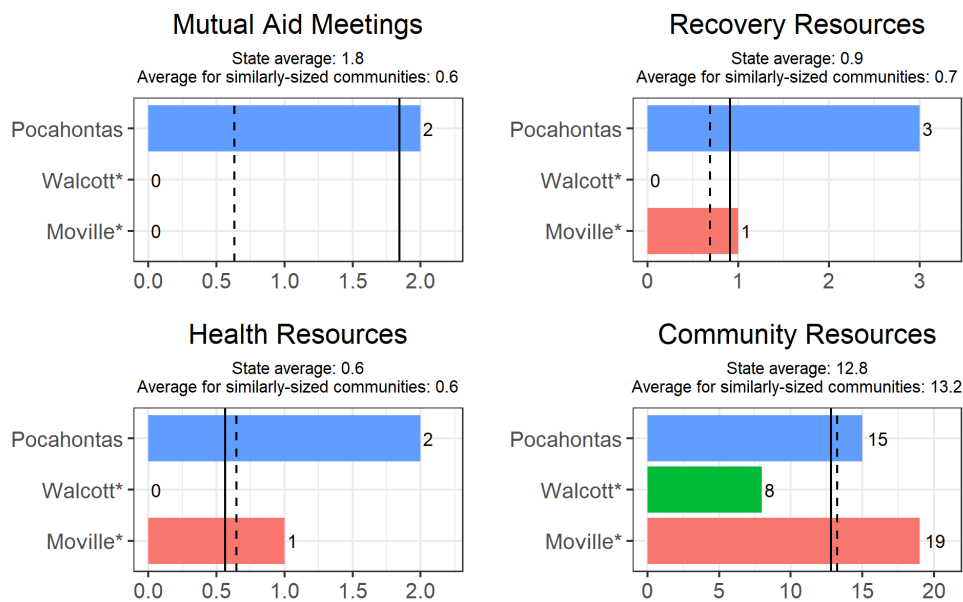 Mutual Aid Meetings
State average: 1.8
Average for similarly-sized communities: 0.6
Pocahontas
2
Walcott*
0
Moville*
0
0.0 0.5 1.0 1.5 2.0
Recovery Resources
State average: 0.9
Average for similarly-sized communities: 0.7
Pocahontas
3
Walcott*
0
Moville*
1
0 1 2 3
Health Resources
State average: 0.6
Average for similarly-sized communities: 0.6
Pocahontas
2
Walcott*
0
Moville*
1
0.0 0.5 1.0 1.5 2.0
Community Resources
State average: 12.8
Average for similarly-sized communities: 13.2
Pocahontas
15
Walcott*
8
Moville*
19
0 5 10 15 20